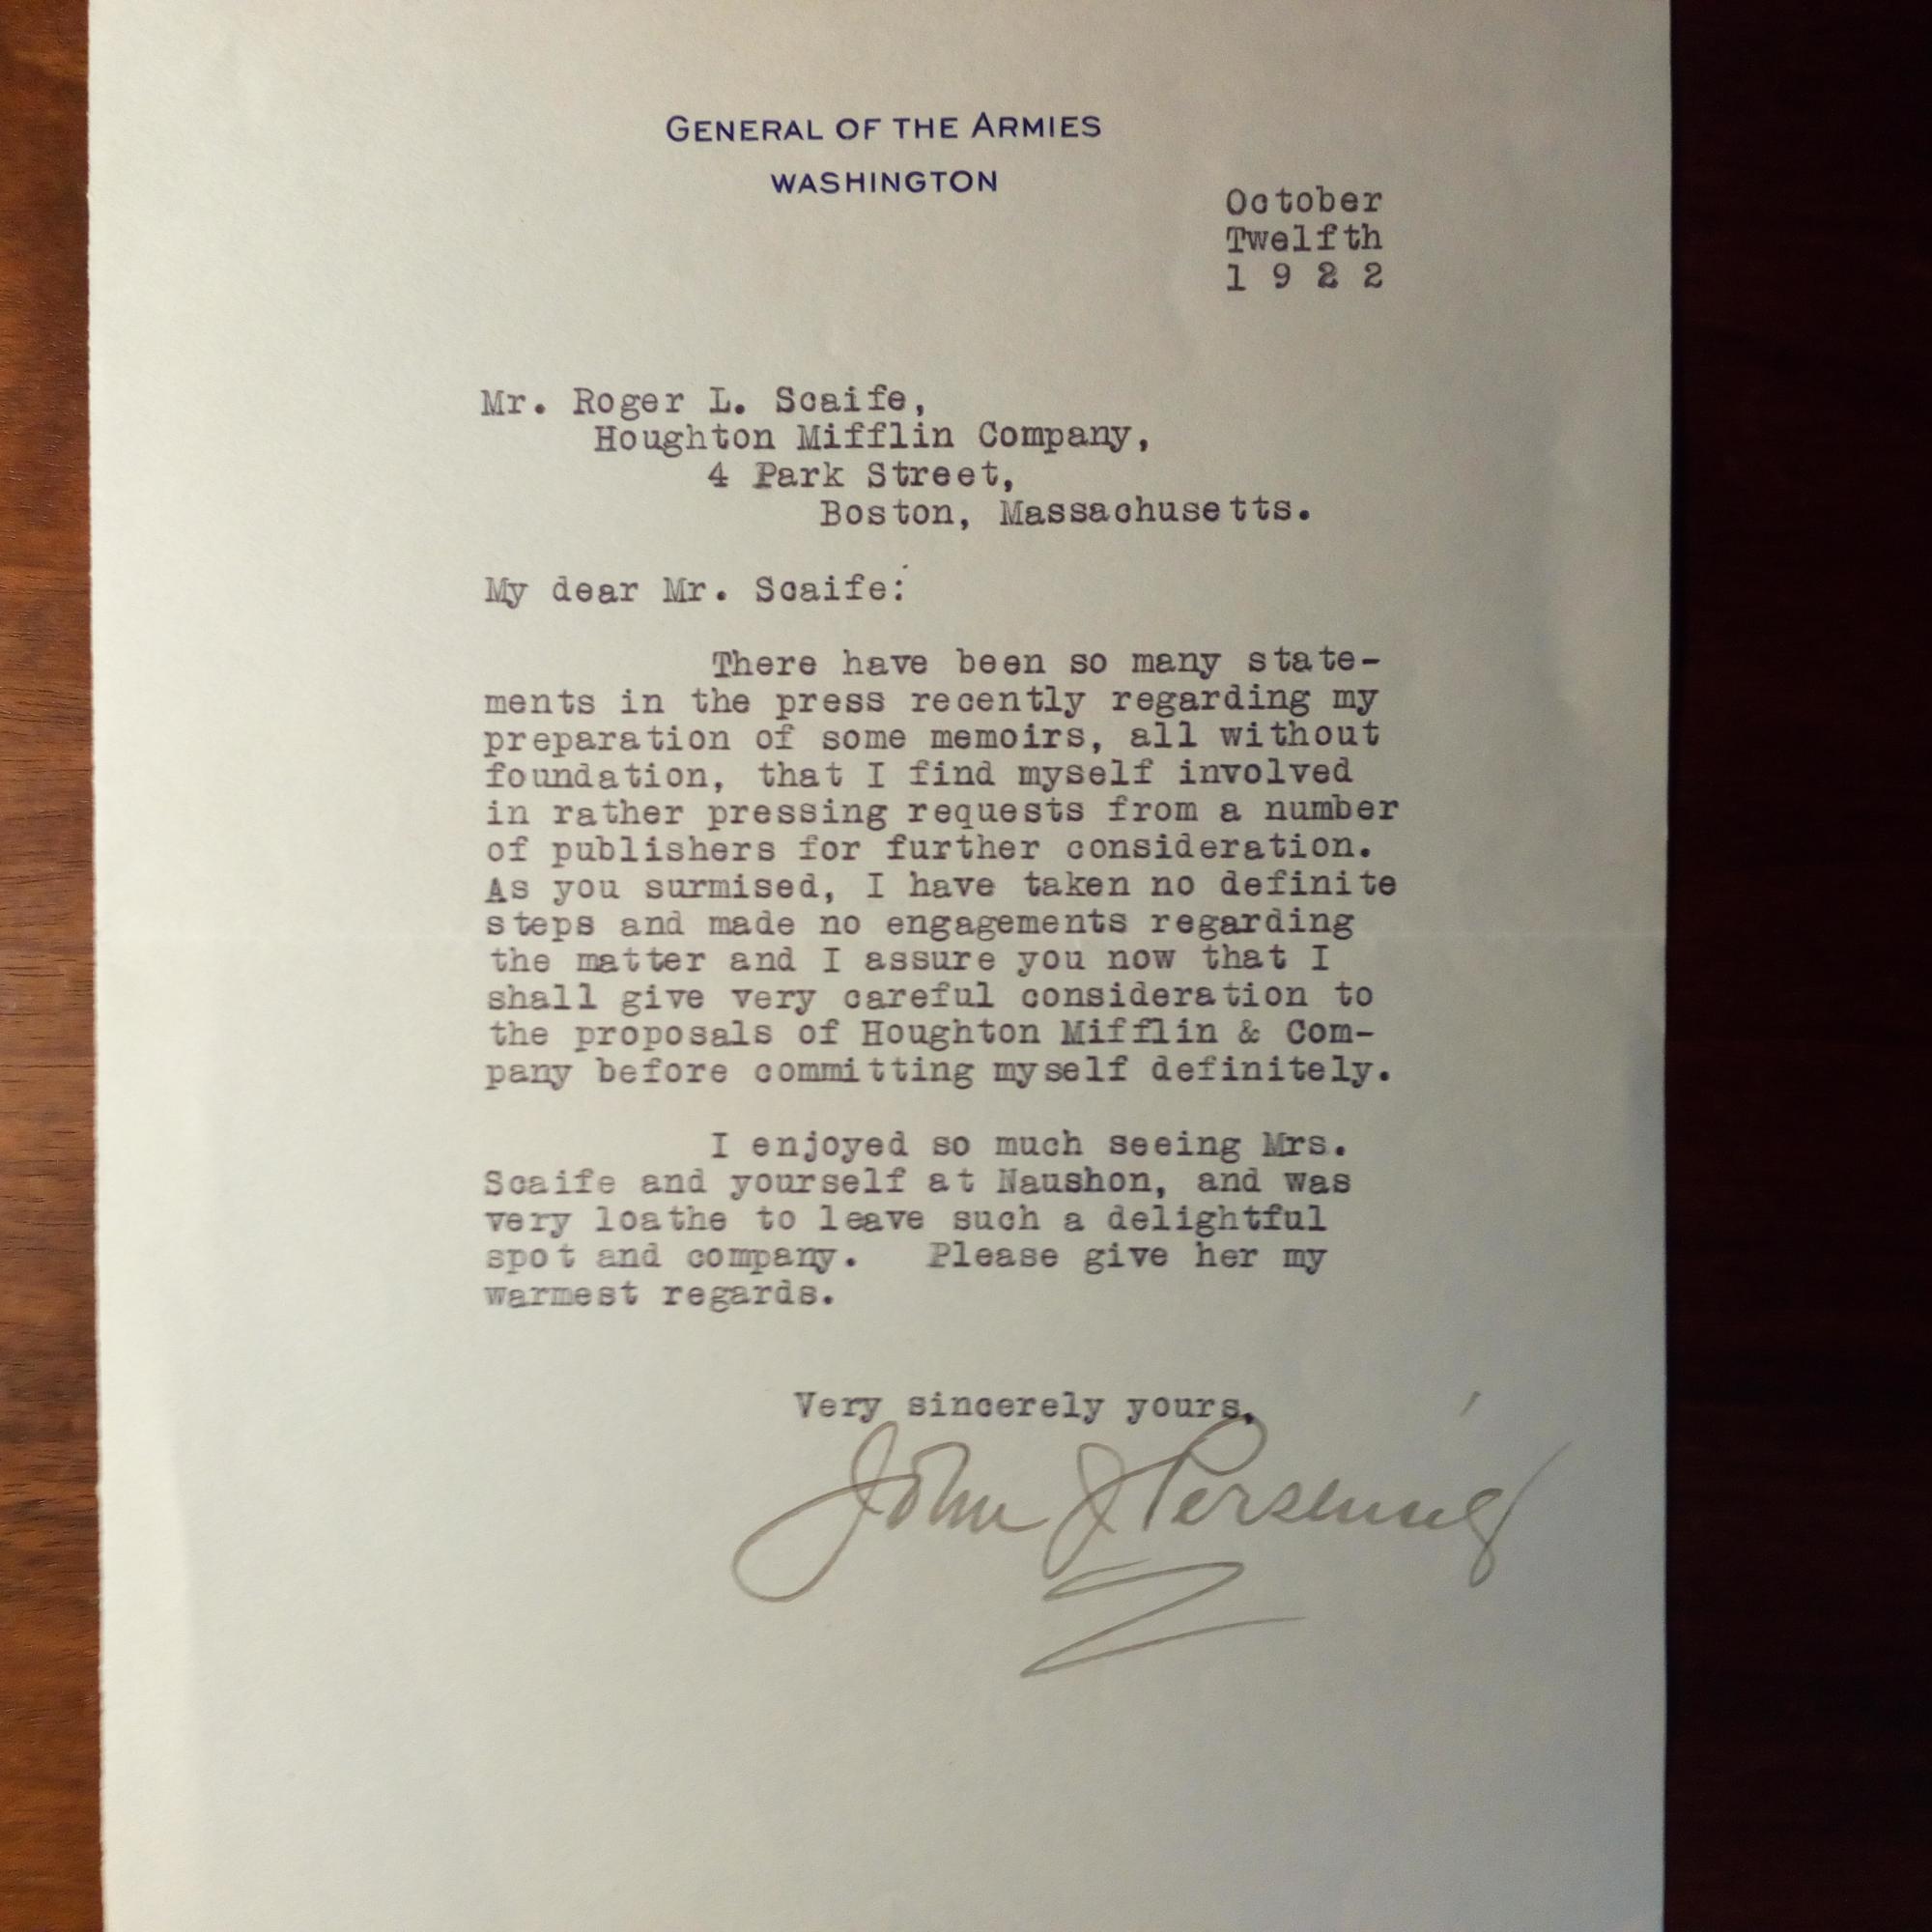 GENERAL OF THE ARMIES
WASHINGTON
October
Twelfth
1 9 2 2
Mr. Roger L. Scaife,
Houghton Mifflin Company,
4 Park Street,
Boston, Massachusetts.
My dear Mr. Scaife:
There have been so many state-
ments in the press recently regarding my
preparation of some memoirs, all without
foundation, that I find myself involved
in rather pressing requests from a number
of publishers for further consideration.
As you surmised, I have taken no definite
steps and made no engagements regarding
the matter and I assure you now that I
shall give very careful consideration to
the proposals of Houghton Mifflin & Com-
pany before committing myself definitely.
I enjoyed so much seeing Mrs.
Scaife and yourself at Naushon, and was
very loathe to leave such a delightful
spot and company. Please give her my
warmest regards.
Very sincerely yours,
John J Pershing